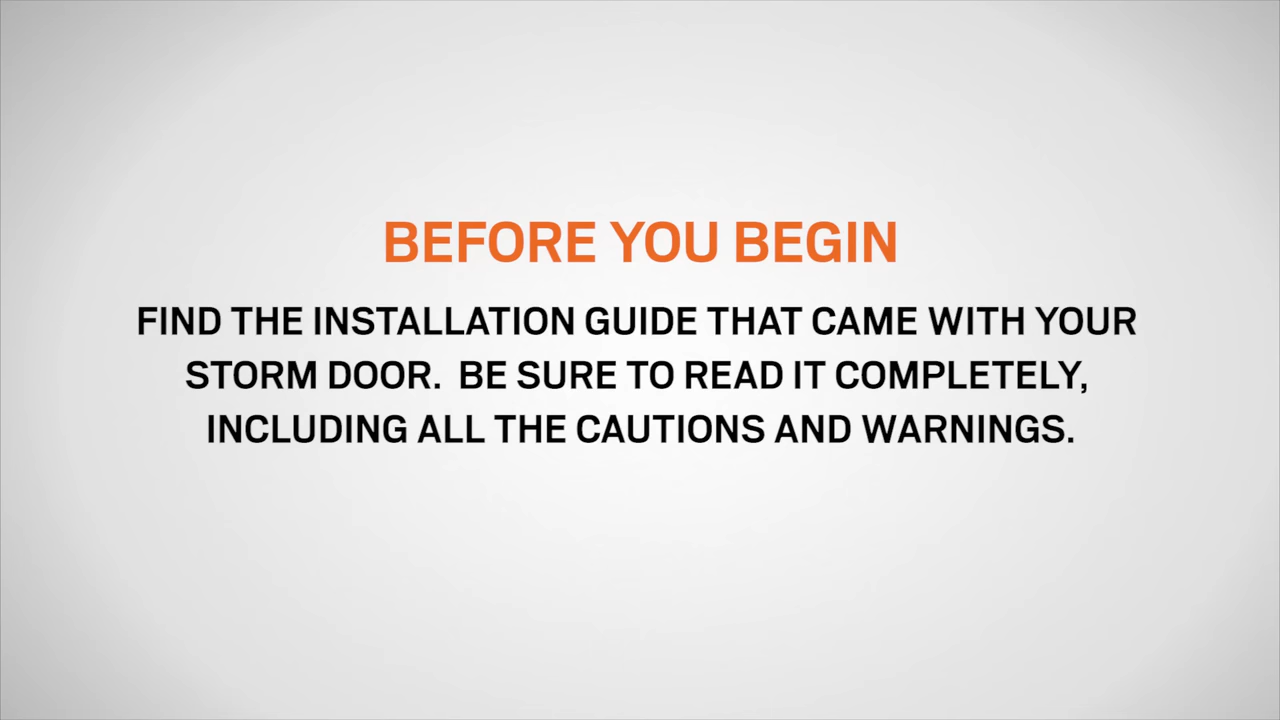 BEFORE YOU BEGIN
FIND THE INSTALLATION GUIDE THAT CAME WITH YOUR
STORM DOOR.  BE SURE TO READ IT COMPLETELY,
INCLUDING ALL THE CAUTIONS AND WARNINGS.